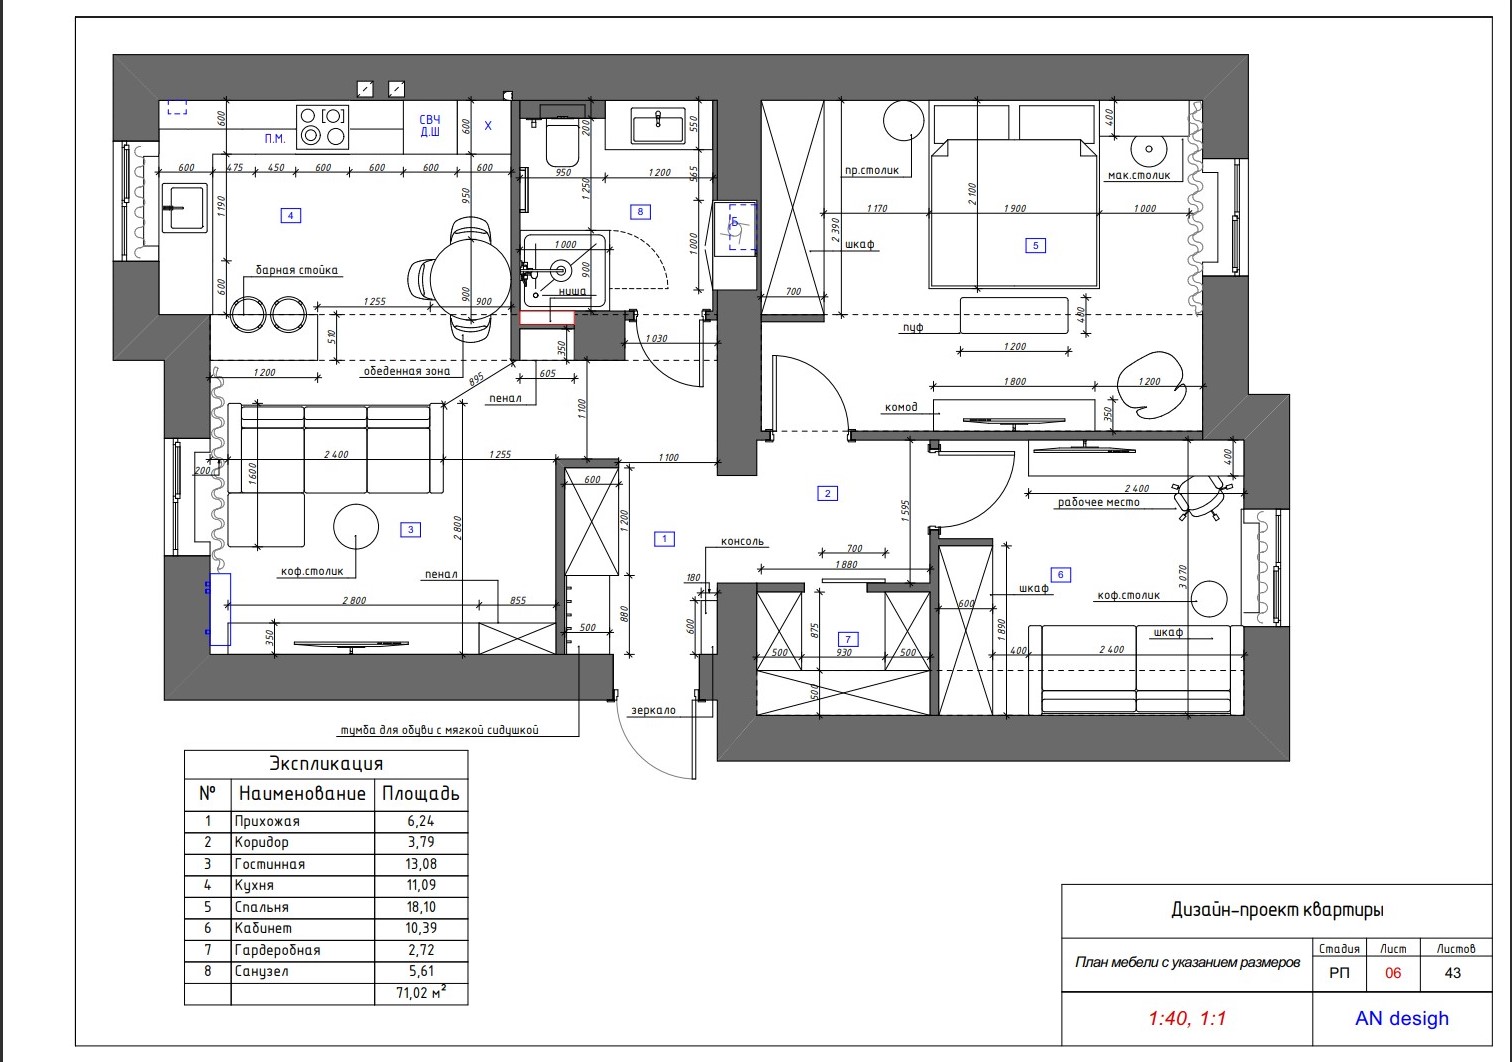 600
П.М.
СВЧ
Д.Ш
600
X
200
550
400
600
475
450
600
600
600
600
950
1 200
565
пр.столик
мак.столик
4
1 190
950
1 250
8
Б
1 170
2 100
1 900
1 000
2 390
5
шкаф
барная стойка
600
1 255
900
900
1 000
900
ниша
1 000
700
пуф
480
510
350
1 030
1 200
1 200
обеденная зона
895
605
пенал
1 100
1 800
1 200
комод
350
2 400
1 255
1 100
200
1600
600
400
2 400
рабочее место
3
2 800
1 200
1
2
1 595
консоль
700
1 880
коф.столик
пенал
180
шкаф
6
3 070
коф.столик
2 800
855
880
600
600
1 890
350
500
875
7
шкаф
500
930
500
400
2 400
500
зеркало
тумба для обуви с мягкой сидушкой
Экспликация
№ Наименование Площадь
1 Прихожая 6,24
2 Коридор 3,79
3 Гостинная 13,08
4 Кухня 11,09
5 Спальня 18,10
6 Кабинет 10,39
7 Гардеробная 2,72
8 Санузел 5,61
71,02 м²
Дизайн-проект квартиры
План мебели с указанием размеров
Стадия Лист Листов
РП 06 43
1:40, 1:1
AN desigh